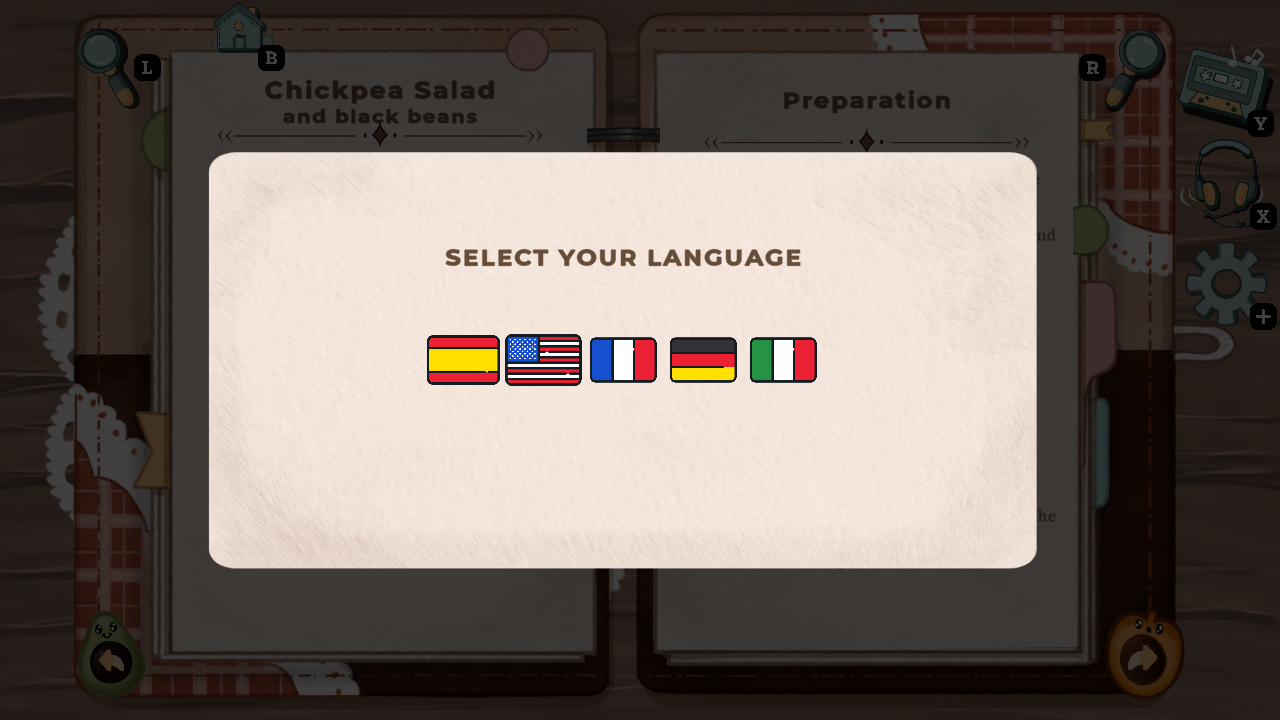 L
B
R
Y
X
+
Chickpea Salad
and black beans
Preparation
nd
he
SELECT YOUR LANGUAGE